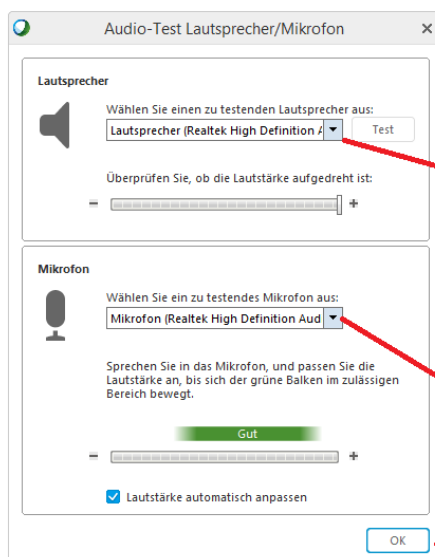 Audio-Test Lautsprecher/Mikrofon
Lautsprecher
Wählen Sie einen zu testenden Lautsprecher aus:
Lautsprecher (Realtek High Definition A
Test
Überprüfen Sie, ob die Lautstärke aufgedreht ist:
Mikrofon
Wählen Sie ein zu testendes Mikrofon aus:
Mikrofon (Realtek High Definition Aud
Sprechen Sie in das Mikrofon, und passen Sie die
Lautstärke an, bis sich der grüne Balken im zulässigen
Bereich bewegt.
Gut
Lautstärke automatisch anpassen
OK